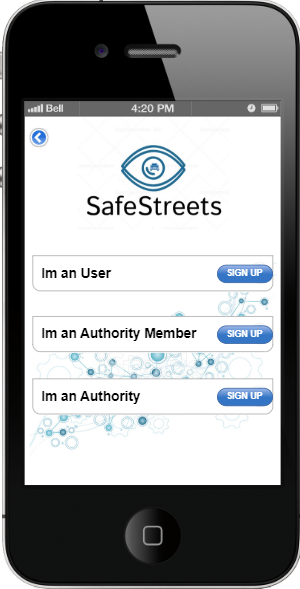 Bell 4:20 PM
SafeStreets
Im an User SIGN UP
Im an Authority Member SIGN UP
Im an Authority SIGN UP